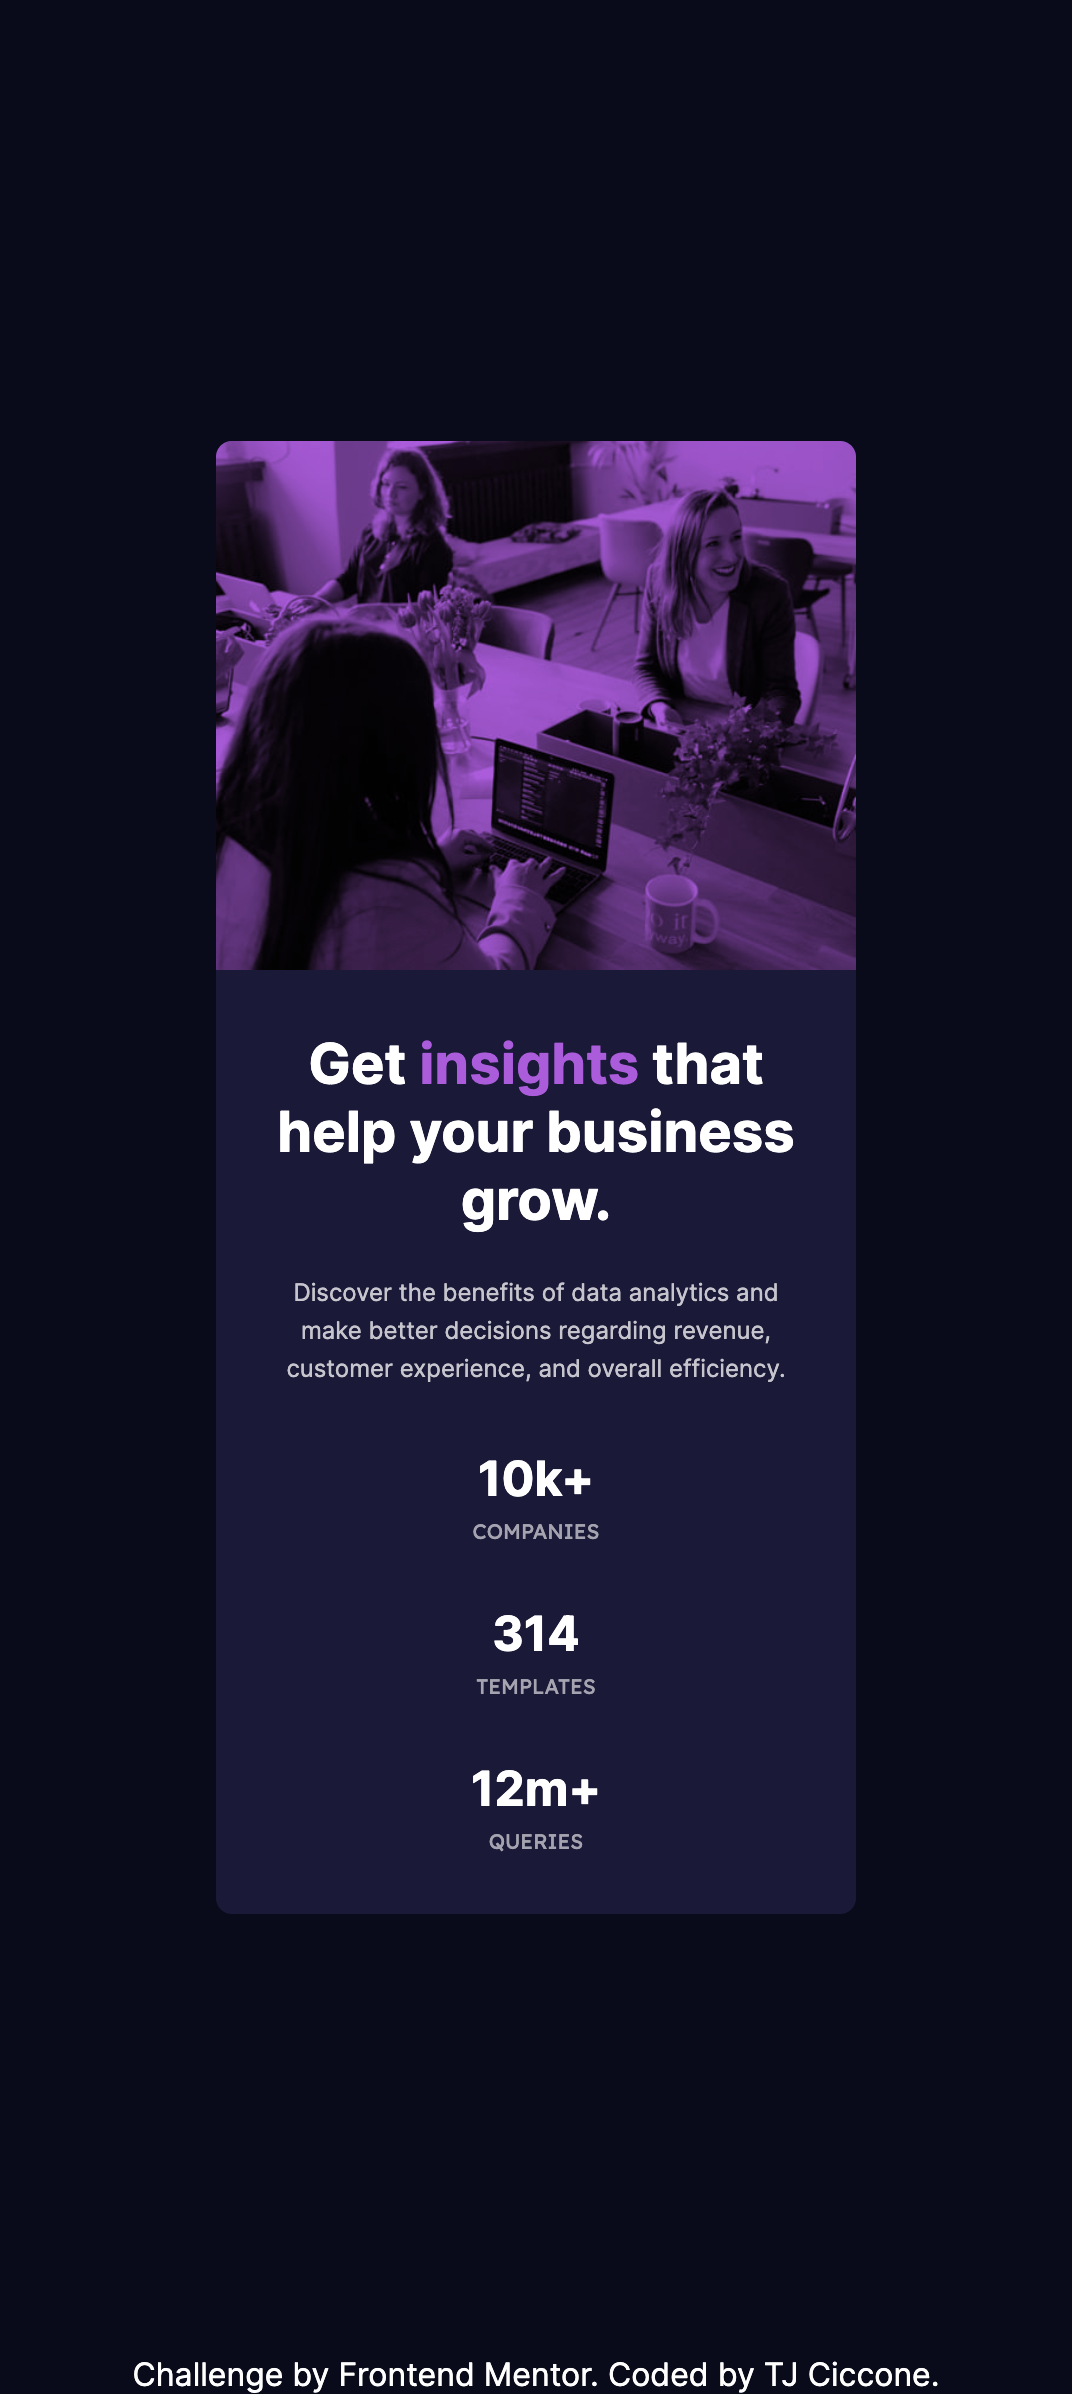 Get insights that
help your business
grow.
Discover the benefits of data analytics and
make better decisions regarding revenue,
customer experience, and overall efficiency.
10k+
COMPANIES
314
TEMPLATES
12m+
QUERIES
Challenge by Frontend Mentor. Coded by TJ Ciccone.